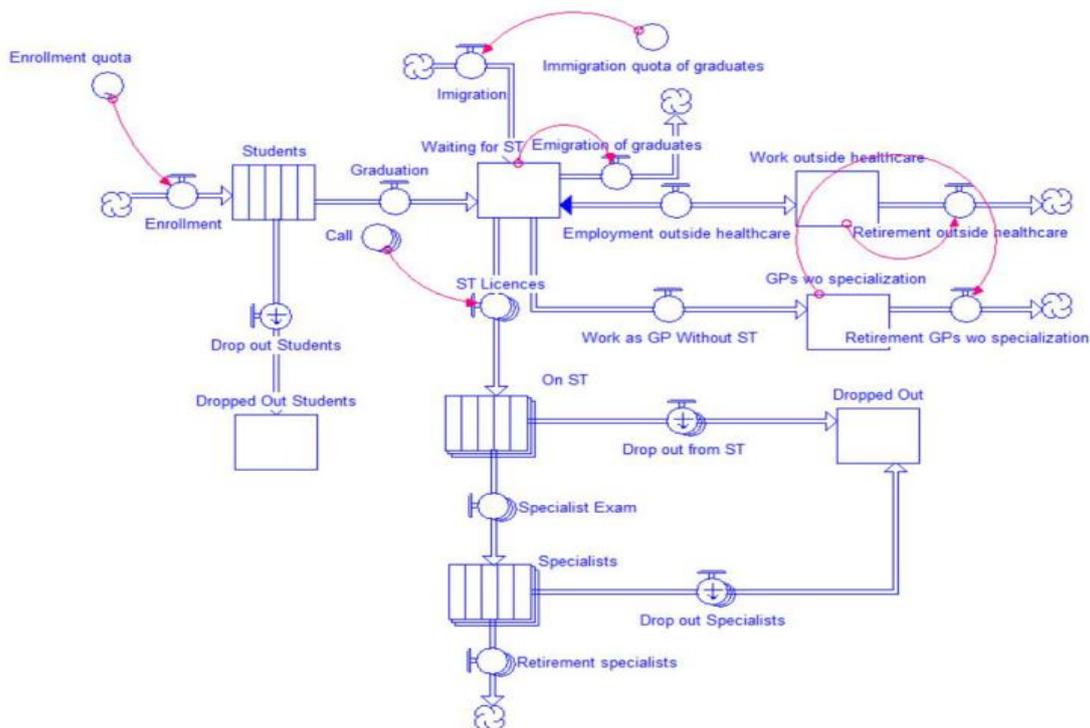 Enrollment quota
Immigration quota of graduates
Imigration
Waiting for ST
Emigration of graduates
Students
Graduation
Work outside healthcare
Enrollment
Call
Employment outside healthcare
Retirement outside healthcare
ST Licences
GPs wo specialization
Drop out Students
Work as GP Without ST
Retirement GPs wo specialization
On ST
Dropped Out Students
Dropped Out
Drop out from ST
Specialist Exam
Specialists
Drop out Specialists
Retirement specialists